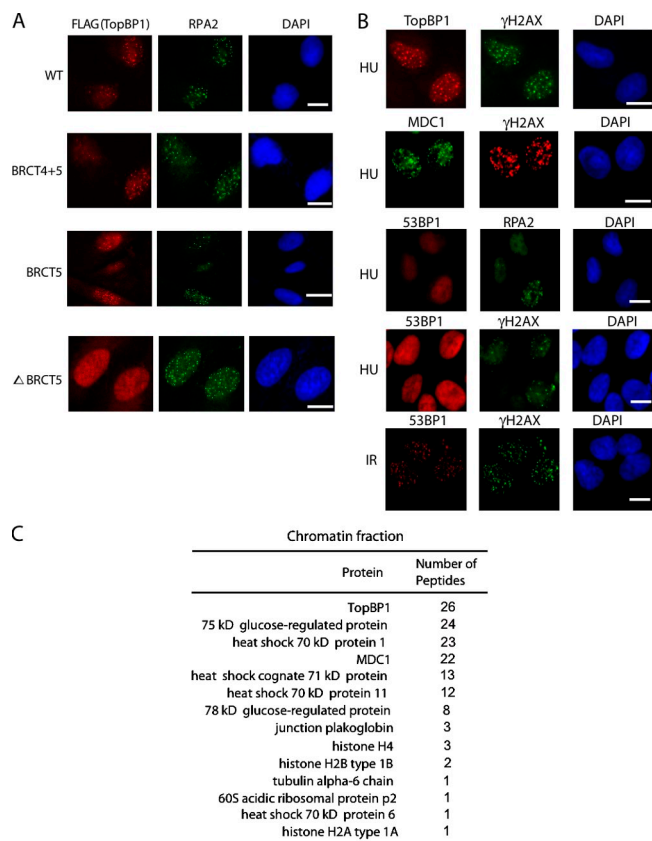 A
FLAG(TopBP1) RPA2 DAPI
WT
BRCT4+5
BRCT5
△ BRCT5
B
TopBP1 γH2AX DAPI
HU
MDC1 γH2AX DAPI
HU
53BP1 RPA2 DAPI
HU
53BP1 γH2AX DAPI
HU
53BP1 γH2AX DAPI
IR
C
Chromatin fraction
Protein Number of
Peptides
TopBP1 26
75 kD glucose-regulated protein 24
heat shock 70 kD protein 1 23
MDC1 22
heat shock cognate 71 kD protein 13
heat shock 70 kD protein 11 12
78 kD glucose-regulated protein 8
junction plakoglobin 3
histone H4 3
histone H2B type 1B 2
tubulin alpha-6 chain 1
60S acidic ribosomal protein p2 1
heat shock 70 kD protein 6 1
histone H2A type 1A 1